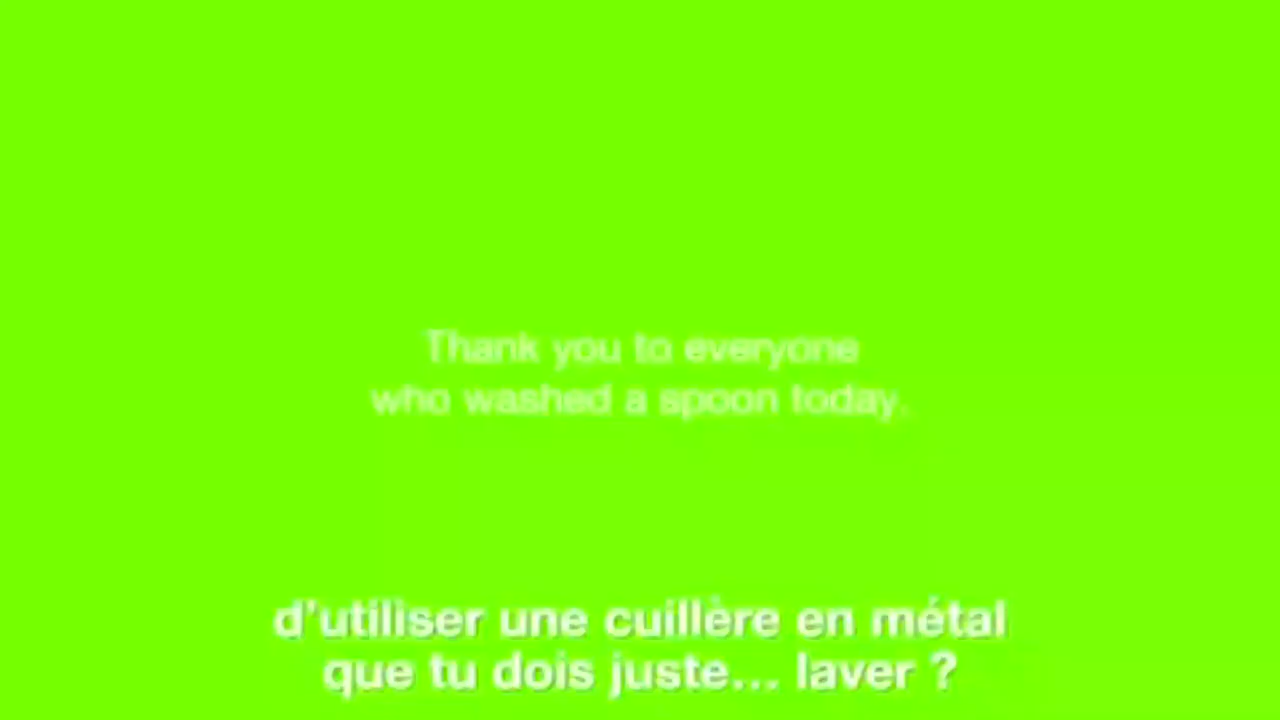 Thank you to everyone
who washed a spoon today.
d'utiliser une cuillère en métal
que tu dois juste... laver ?